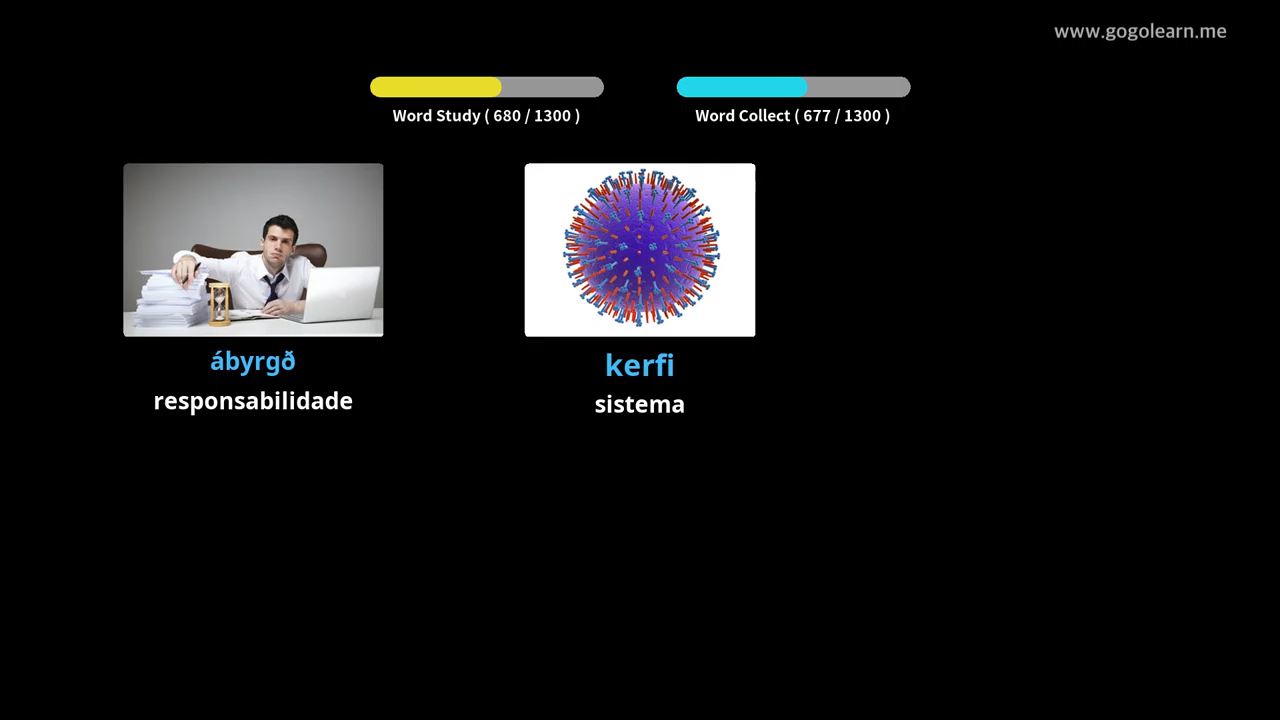 www.gogolearn.me
Word Study ( 680 / 1300 )
Word Collect ( 677 / 1300 )
ábyrgð
responsabilidade
kerfi
sistema